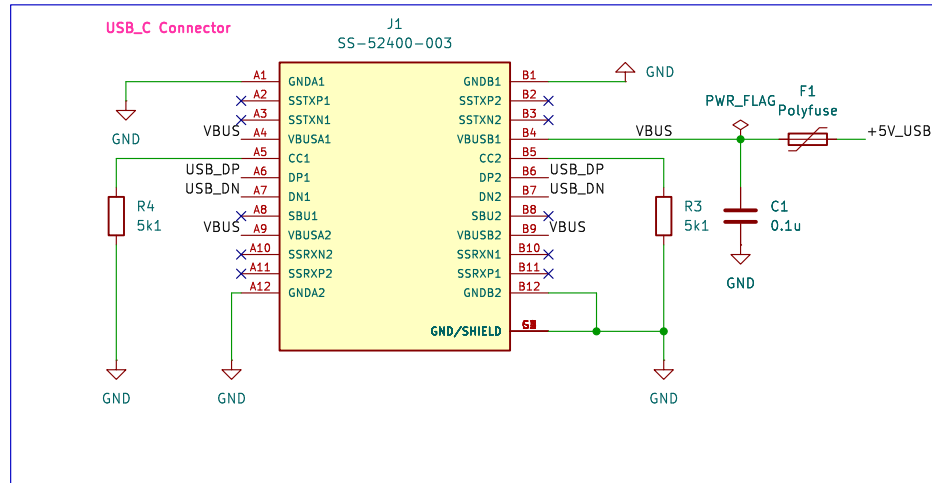 USB_C Connector
J1
SS-52400-003
A1 GNDA1
A2 SSTXP1
A3 SSTXN1
VBUS A4 VBUSA1
A5 CC1
USB_DP A6 DP1
USB_DN A7 DN1
A8 SBU1
VBUS A9 VBUSA2
A10 SSRXN2
A11 SSRXP2
A12 GNDA2
GNDB1 B1
SSTXP2 B2
SSTXN2 B3
VBUSB1 B4 VBUS
CC2 B5
DP2 B6 USB_DP
DN2 B7 USB_DN
SBU2 B8
VBUSB2 B9 VBUS
SSRXN1 B10
SSRXP1 B11
GNDB2 B12
GND/SHIELD
GND
GND
R4
5k1
GND
GND
R3
5k1
GND
PWR_FLAG
F1
Polyfuse
+5V_USB
C1
0.1u
GND